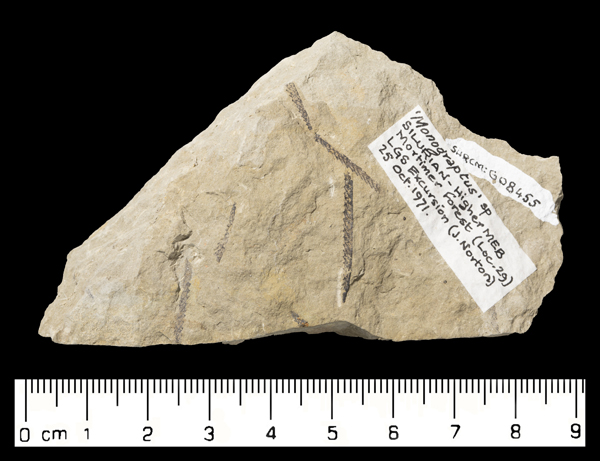 SHRCM:G08455
'Monograptus' sp
SILURIAN - Higher MEB
Mortimer Forest (Loc. 29)
LGS Excursion (J. Norton)
25 Oct. 1971.
0 cm 1 2 3 4 5 6 7 8 9